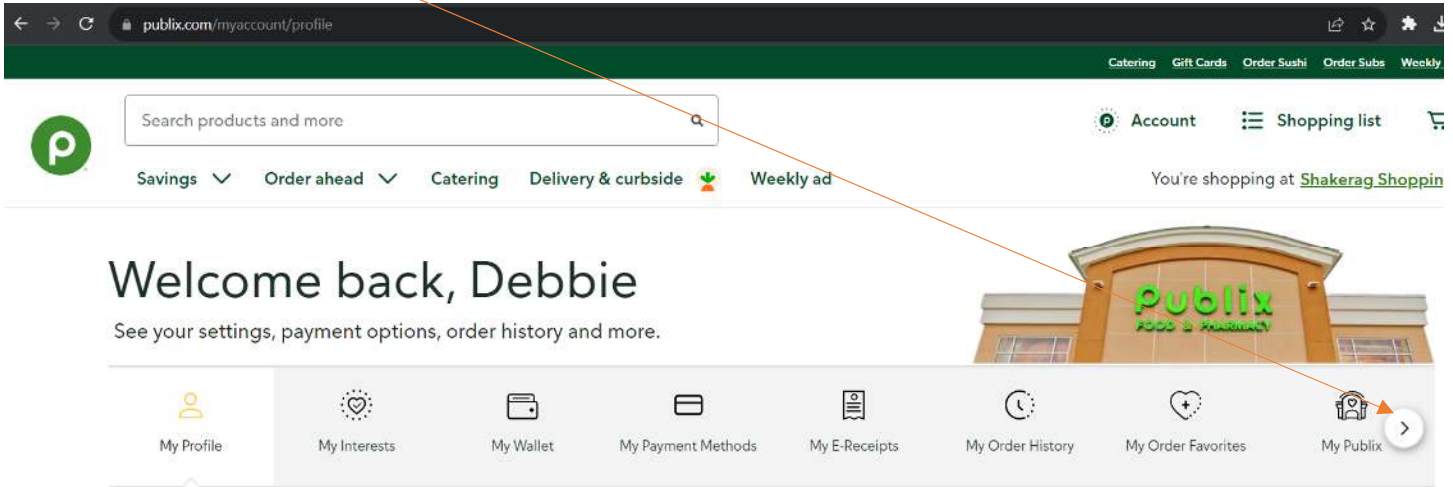 publix.com/myaccount/profile
Catering Gift Cards Order Sushi Order Subs Weekly
P
Search products and more
Account Shopping list
Savings Order ahead Catering Delivery & curbside Weekly ad
You're shopping at Shakerag Shoppin
Welcome back, Debbie
See your settings, payment options, order history and more.
Publix
FOOD & PHARMACY
My Profile My Interests My Wallet My Payment Methods My E-Receipts My Order History My Order Favorites My Publix